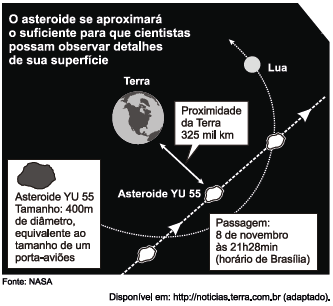 O asteroide se aproximará
o suficiente para que cientistas
possam observar detalhes
de sua superfície
Lua
Terra
Proximidade
da Terra
325 mil km
Asteroide YU 55
Asteroide YU 55
Tamanho: 400m
de diâmetro,
equivalente ao
tamanho de um
porta-aviões
Passagem:
8 de novembro
às 21h28min
(horário de Brasília)
Fonte: NASA
Disponível em: http://noticias.terra.com.br (adaptado).